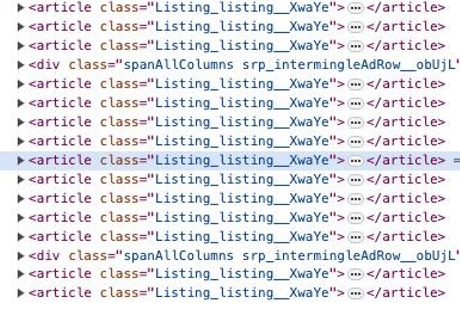 ▶<article class="Listing_listing__XwaYe">…</article>
▶<article class="Listing_listing__XwaYe">…</article>
▶<article class="Listing_listing__XwaYe">…</article>
▶<div class="spanAllColumns srp_intermingleAdRow__obUjL"
▶<article class="Listing_listing__XwaYe">…</article>
▶<article class="Listing_listing__XwaYe">…</article>
▶<article class="Listing_listing__XwaYe">…</article>
▶<article class="Listing_listing__XwaYe">…</article>
▶<article class="Listing_listing__XwaYe">…</article> =
▶<article class="Listing_listing__XwaYe">…</article>
▶<article class="Listing_listing__XwaYe">…</article>
▶<article class="Listing_listing__XwaYe">…</article>
▶<article class="Listing_listing__XwaYe">…</article>
▶<div class="spanAllColumns srp_intermingleAdRow__obUjL"
▶<article class="Listing_listing__XwaYe">…</article>
▶<article class="Listing_listing__XwaYe">…</article>